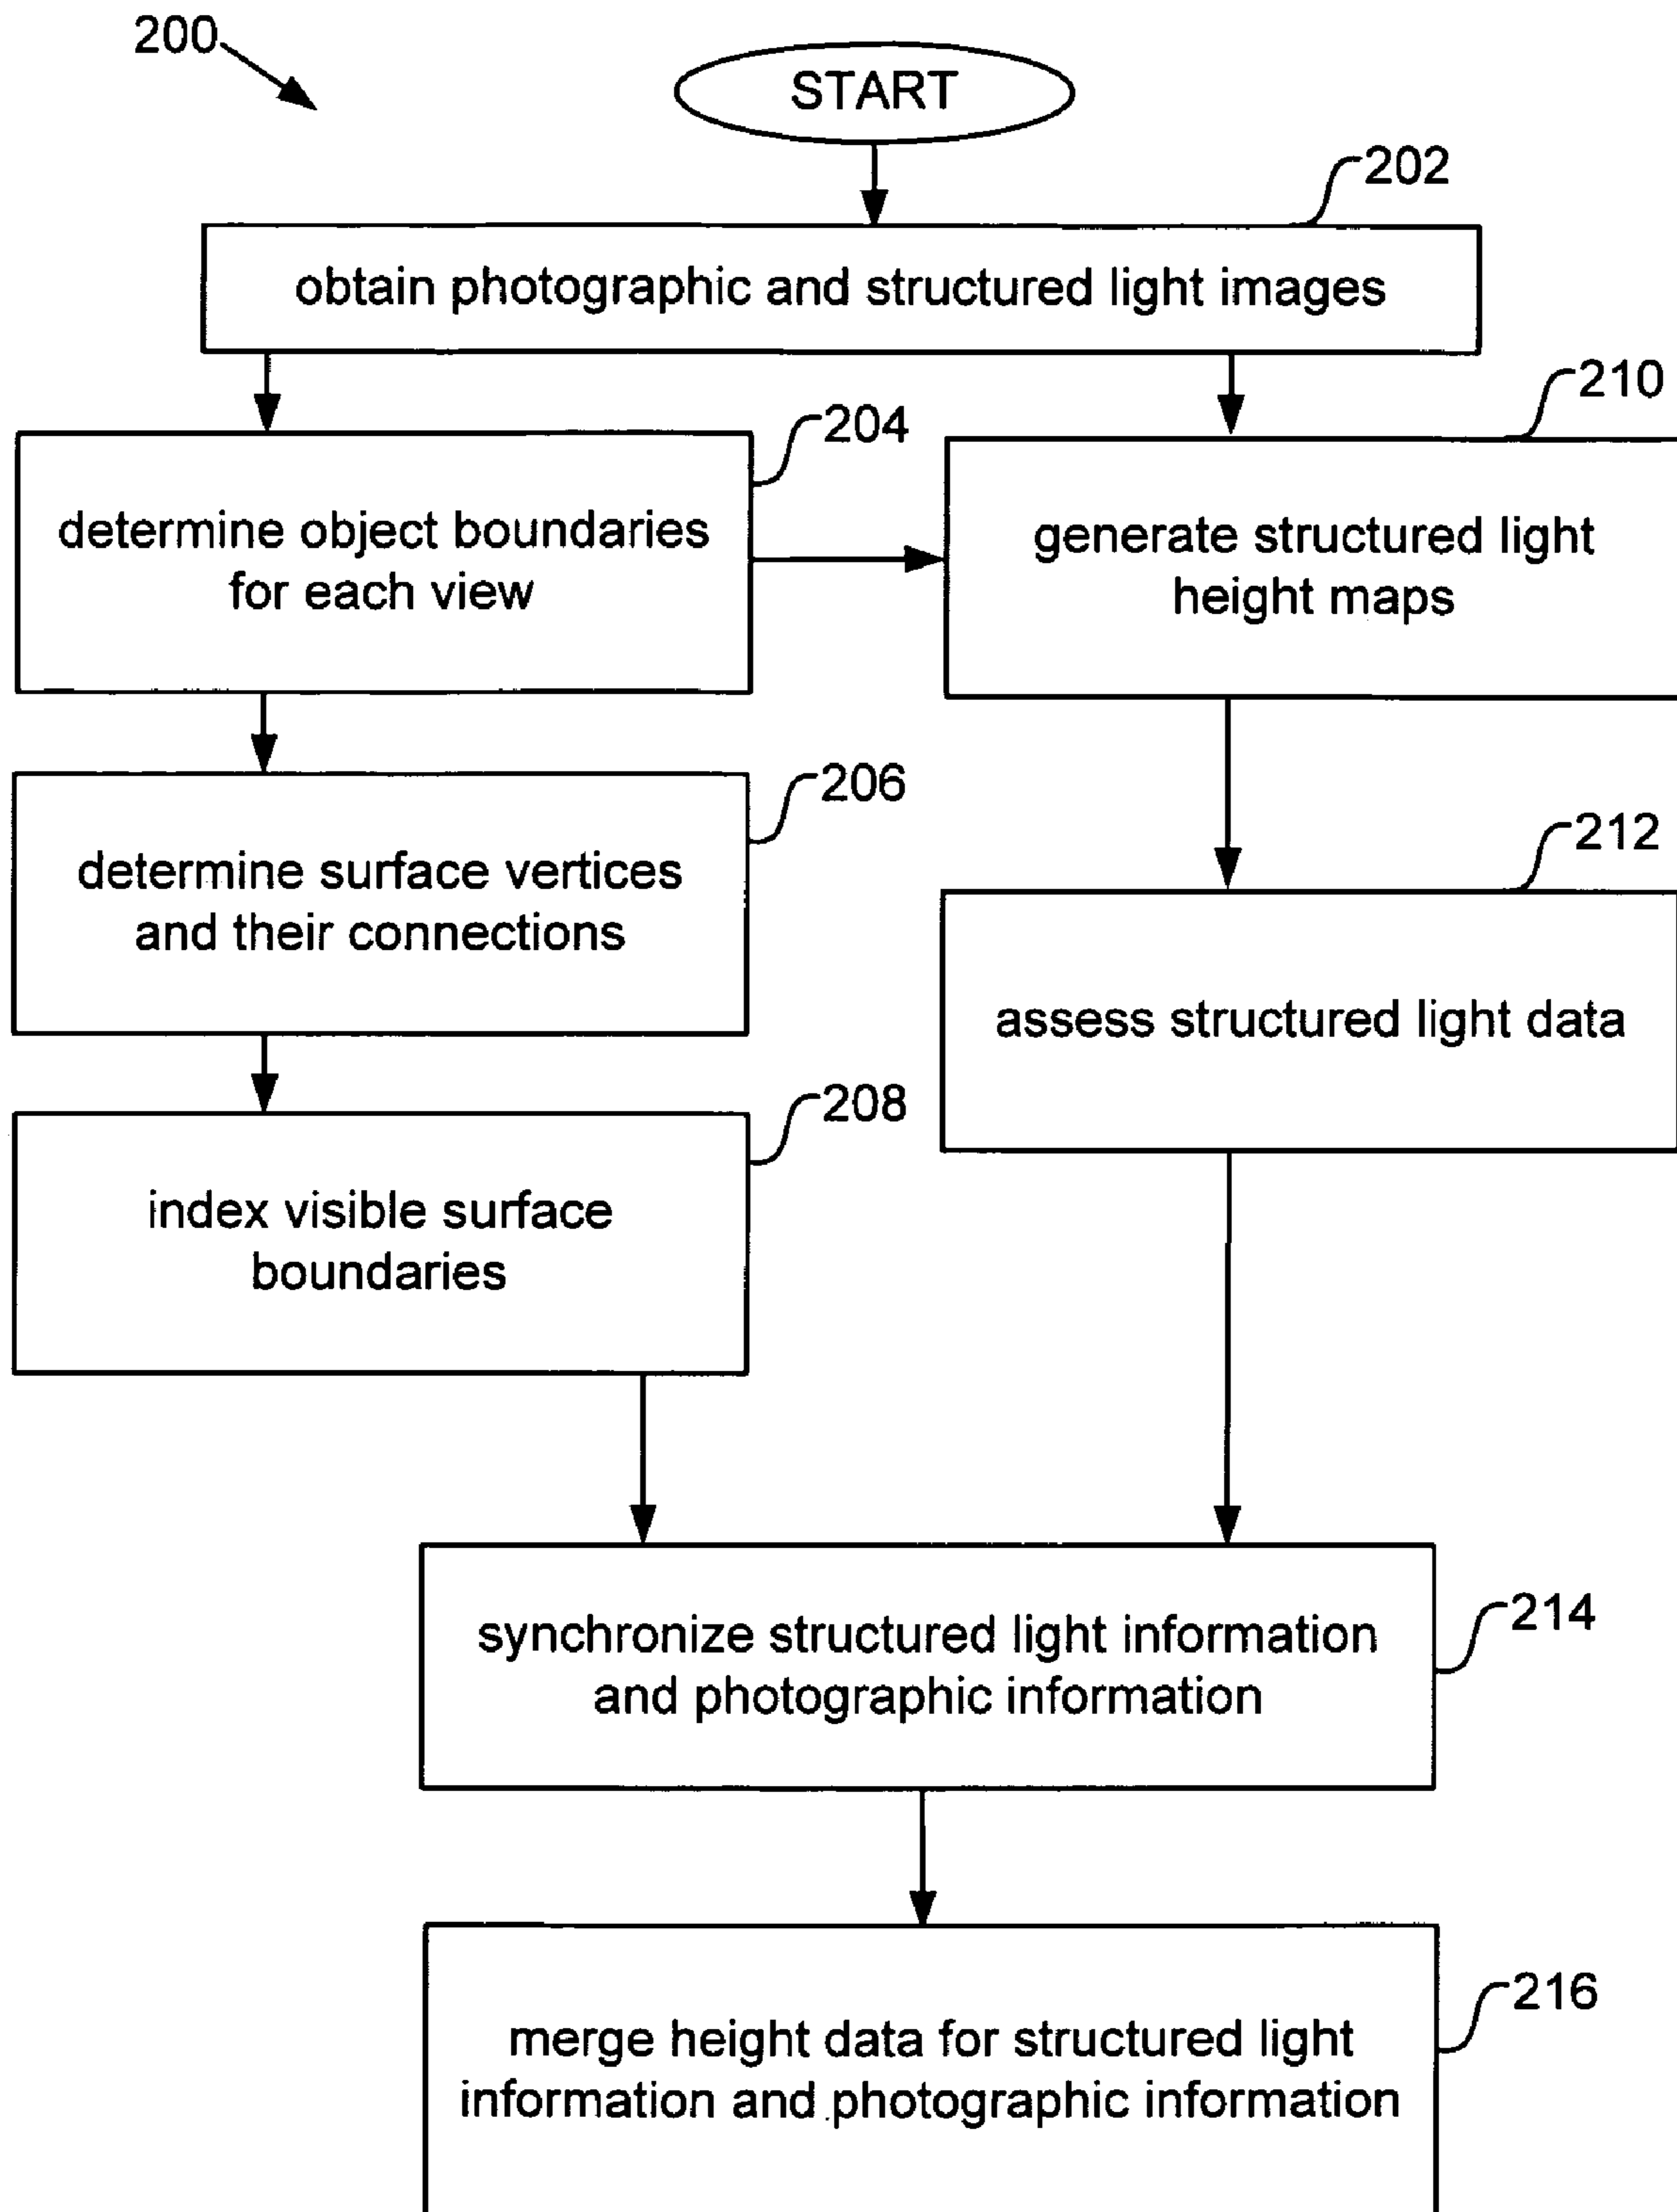 200
START
202
obtain photographic and structured light images
204
determine object boundaries
for each view
210
generate structured light
height maps
206
determine surface vertices
and their connections
212
assess structured light data
208
index visible surface
boundaries
214
synchronize structured light information
and photographic information
216
merge height data for structured light
information and photographic information